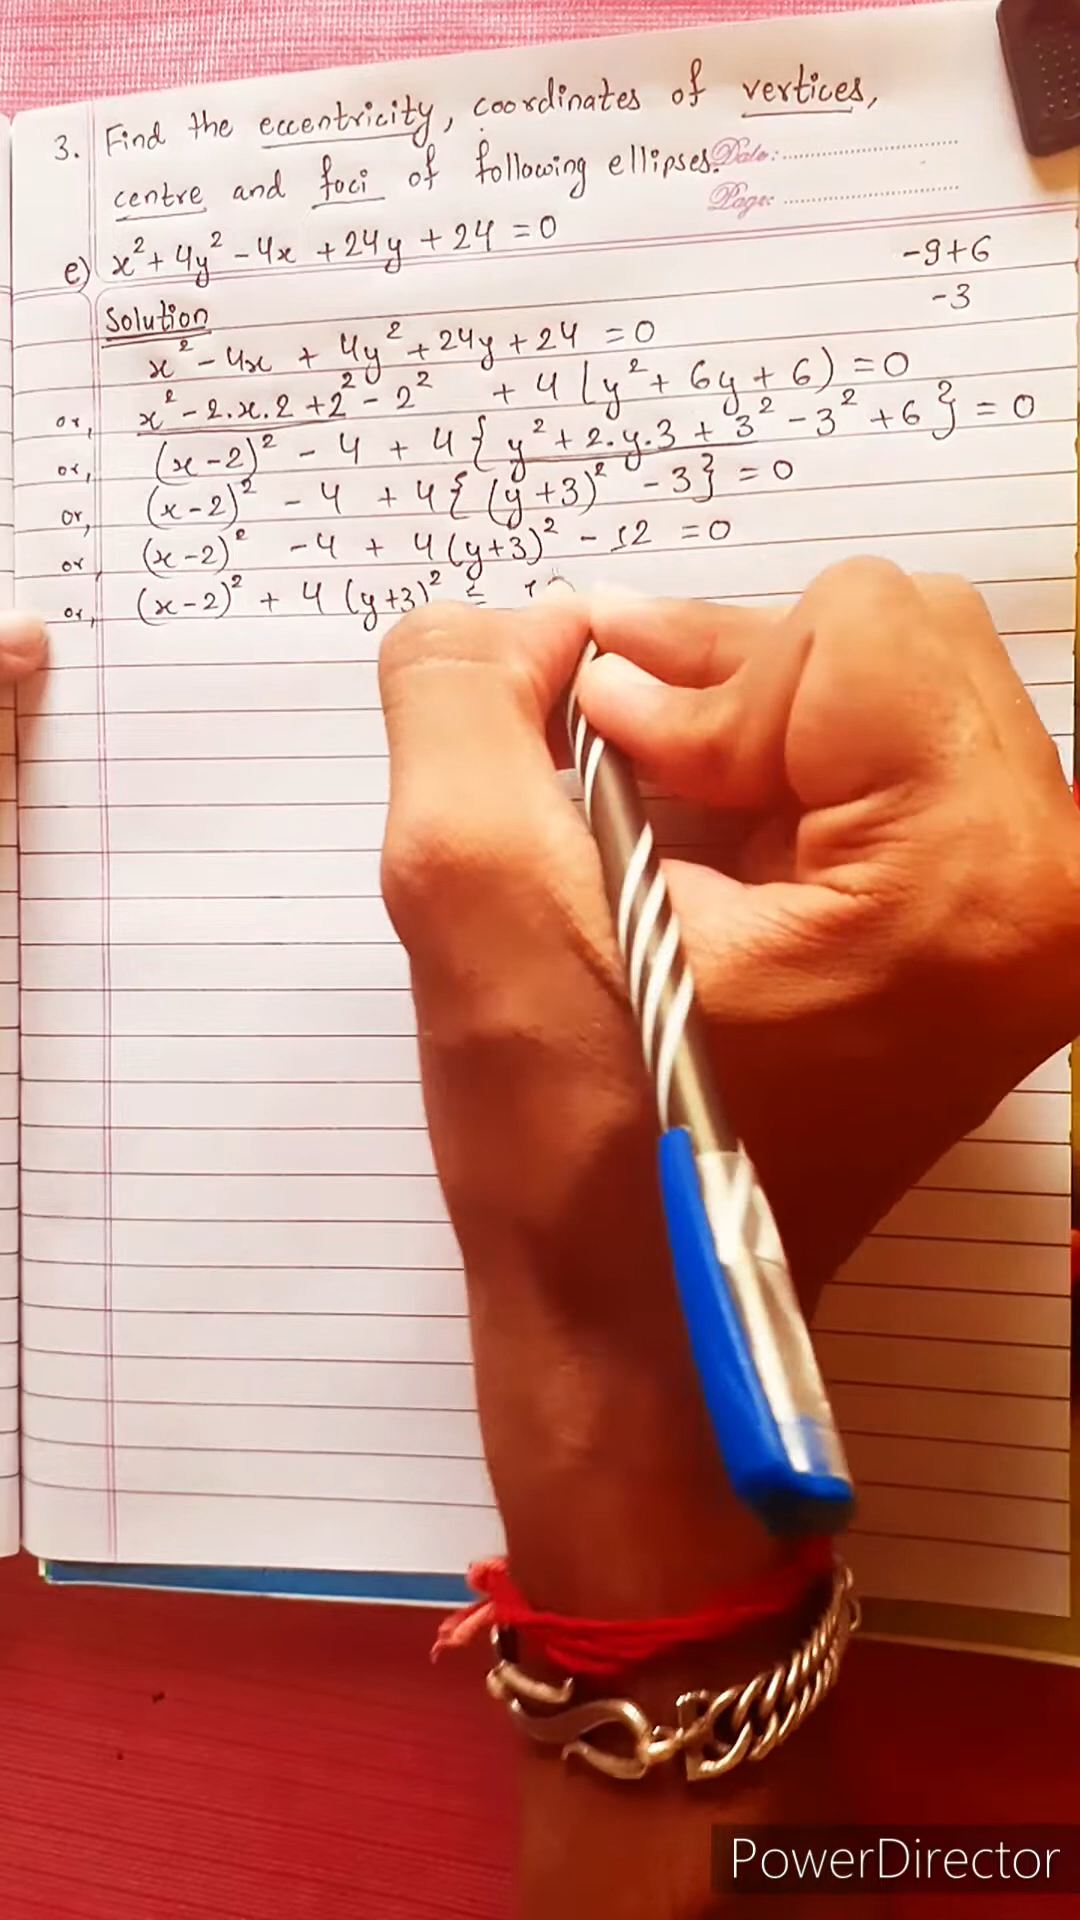 3. Find the eccentricity, coordinates of vertices,
centre and foci of following ellipses.
Date:
Page:
e) x² + 4y² - 4x + 24y + 24 = 0
-9+6
-3
Solution
x² - 4x + 4y² + 24y + 24 = 0
or, x² - 2.x.2 + 2² - 2² + 4(y² + 6y + 6) = 0
or, (x-2)² - 4 + 4{y² + 2.y.3 + 3² - 3² + 6} = 0
or, (x-2)² - 4 + 4{(y+3)² - 3} = 0
or, (x-2)² - 4 + 4(y+3)² - 12 = 0
or, (x-2)² + 4(y+3)² =
PowerDirector